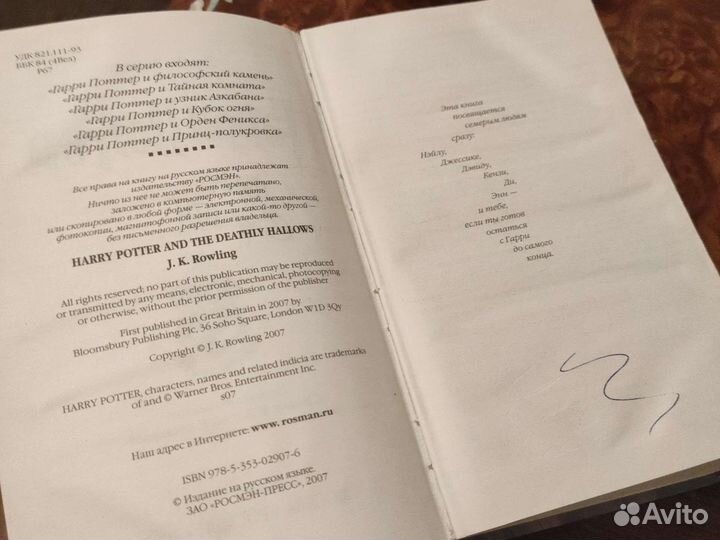 УДК 821.111-93
ББК 84 (4Вел)
Р67
В серию входят:
«Гарри Поттер и философский камень»
«Гарри Поттер и Тайная комната»
«Гарри Поттер и узник Азкабана»
«Гарри Поттер и Кубок огня»
«Гарри Поттер и Орден Феникса»
«Гарри Поттер и Принц-полукровка»
Все права на книгу на русском языке принадлежат
издательству «РОСМЭН».
Ничто из нее не может быть перепечатано,
заложено в компьютерную память
или скопировано в любой форме — электронной, механической,
фотокопии, магнитофонной записи или какой-то другой —
без письменного разрешения владельца.
HARRY POTTER AND THE DEATHLY HALLOWS
J. K. Rowling
All rights reserved; no part of this publication may be reproduced
or transmitted by any means, electronic, mechanical, photocopying
or otherwise, without the prior permission of the publisher
First published in Great Britain in 2007 by
Bloomsbury Publishing Plc, 36 Soho Square, London W1D 3Qy
Copyright © J. K. Rowling 2007
HARRY POTTER, characters, names and related indicia are trademarks
of and © Warner Bros. Entertainment Inc.
s07
Наш адрес в Интернете: www.rosman.ru
ISBN 978-5-353-02907-6
© Издание на русском языке.
ЗАО «РОСМЭН-ПРЕСС», 2007
Эта книга
посвящается
семерым людям
сразу:
Нэйлу,
Джессике,
Дэвиду,
Кензи,
Ди,
Энн —
и тебе,
если ты готов
остаться
с Гарри
до самого
конца.
Avito